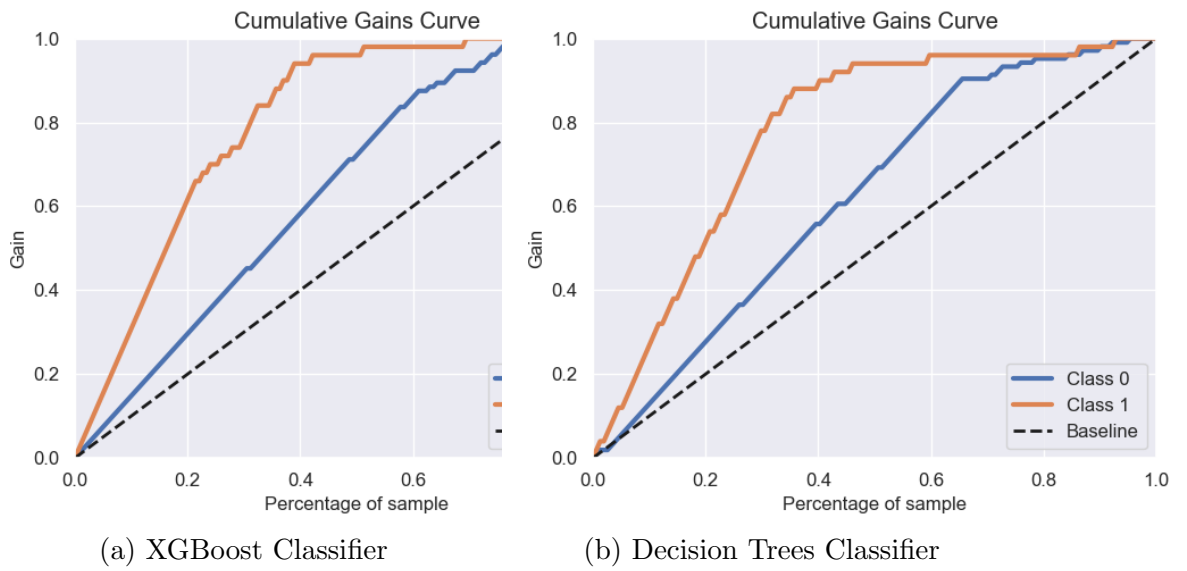 Cumulative Gains Curve
1.0
0.8
0.6
0.4
0.2
0.0
Gain
0.0 0.2 0.4 0.6
Percentage of sample
(a) XGBoost Classifier
Cumulative Gains Curve
1.0
0.8
0.6
0.4
0.2
0.0
Gain
Class 0
Class 1
Baseline
0.0 0.2 0.4 0.6 0.8 1.0
Percentage of sample
(b) Decision Trees Classifier